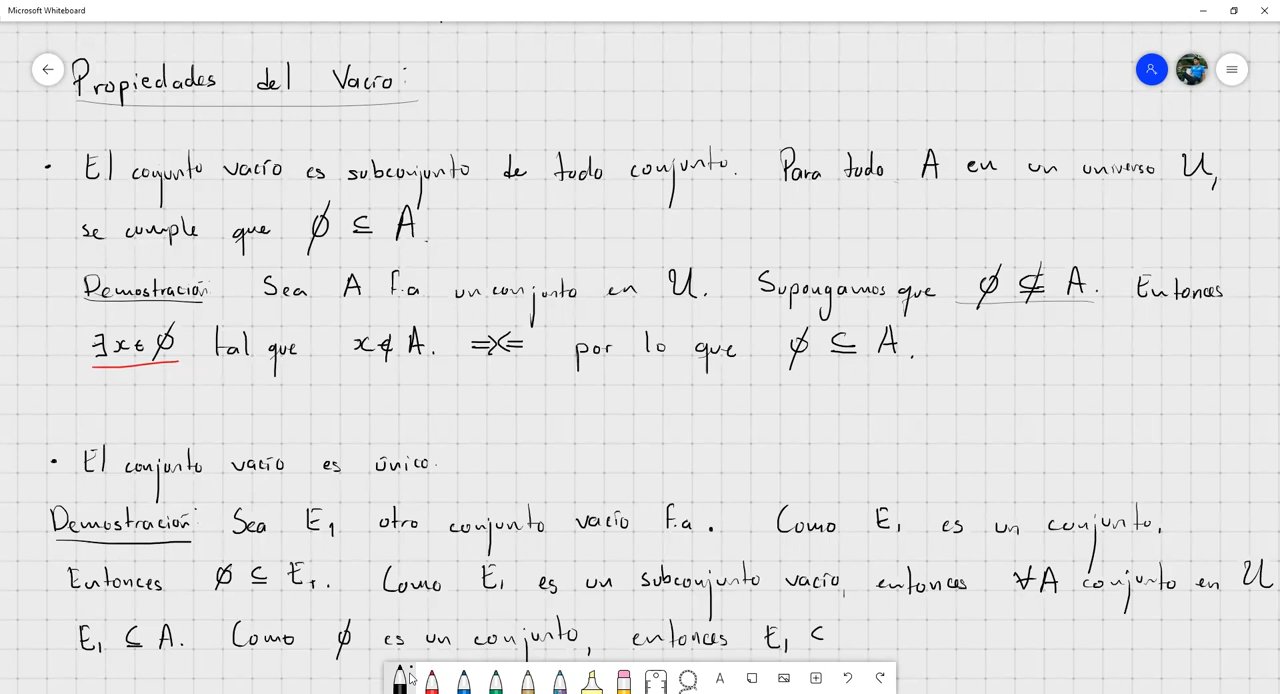 Microsoft Whiteboard
Propiedades del Vacío:
• El conjunto vacío es subconjunto de todo conjunto. Para todo A en un universo U,
se cumple que ∅ ⊆ A.
Demostración: Sea A f.a un conjunto en U. Supongamos que ∅ ⊈ A. Entonces
∃x∈∅ tal que x∉A. =><= por lo que ∅ ⊆ A.
• El conjunto vacío es único.
Demostración: Sea E₁ otro conjunto vacío f.a. Como E₁ es un conjunto,
Entonces ∅ ⊆ E₁. Como E₁ es un subconjunto vacío, entonces ∀A conjunto en U
E₁ ⊆ A. Como ∅ es un conjunto, entonces E₁ ⊂